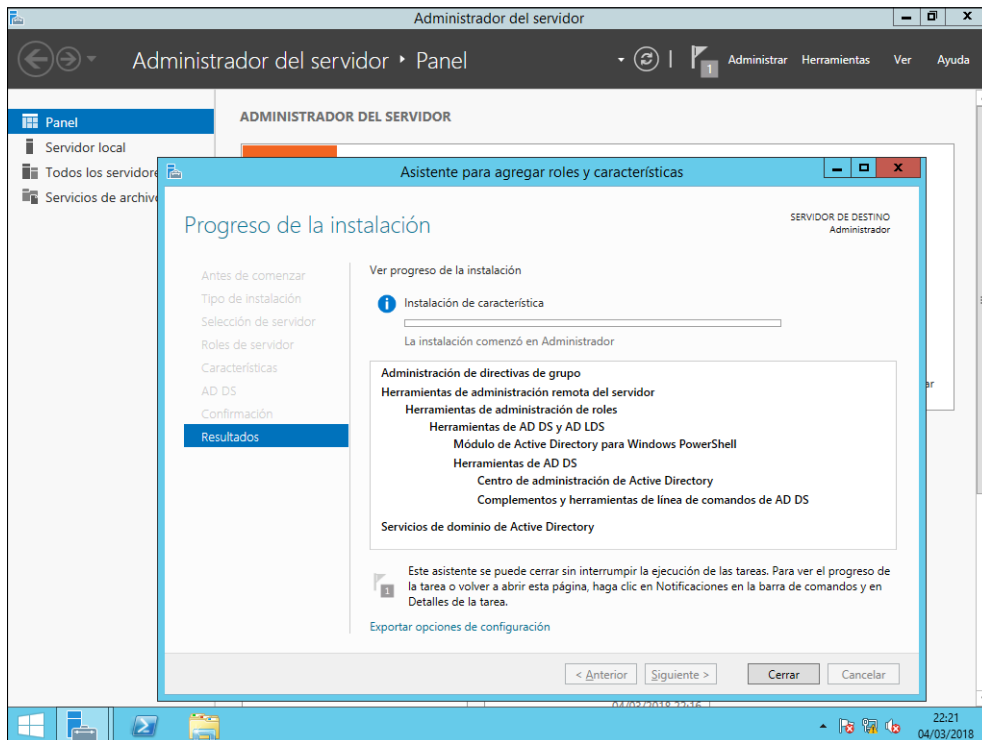 Administrador del servidor
Administrador del servidor ‣ Panel
1
Administrar Herramientas Ver Ayuda
Panel
Servidor local
Todos los servidore
Servicios de archivo
ADMINISTRADOR DEL SERVIDOR
Asistente para agregar roles y características
Progreso de la instalación
SERVIDOR DE DESTINO
Administrador
Antes de comenzar
Tipo de instalación
Selección de servidor
Roles de servidor
Características
AD DS
Confirmación
Resultados
Ver progreso de la instalación
Instalación de característica
La instalación comenzó en Administrador
Administración de directivas de grupo
Herramientas de administración remota del servidor
Herramientas de administración de roles
Herramientas de AD DS y AD LDS
Módulo de Active Directory para Windows PowerShell
Herramientas de AD DS
Centro de administración de Active Directory
Complementos y herramientas de línea de comandos de AD DS
Servicios de dominio de Active Directory
1
Este asistente se puede cerrar sin interrumpir la ejecución de las tareas. Para ver el progreso de
la tarea o volver a abrir esta página, haga clic en Notificaciones en la barra de comandos y en
Detalles de la tarea.
Exportar opciones de configuración
< Anterior Siguiente > Cerrar Cancelar
ar
04/03/2018 22:16
22:21
04/03/2018